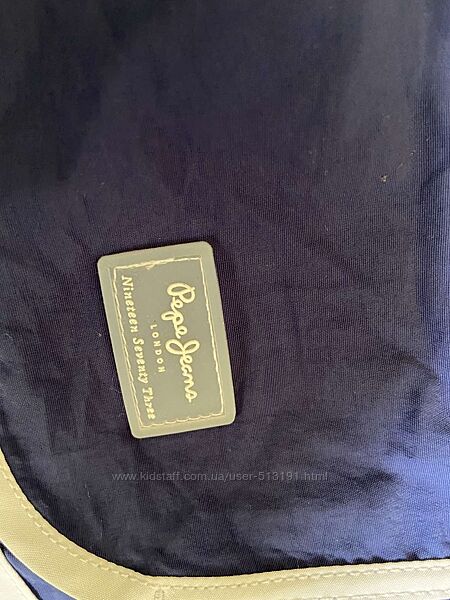 Pepe Jeans
LONDON
Nineteen Seventy Three
www.kidstaff.com.ua/user-513191.html